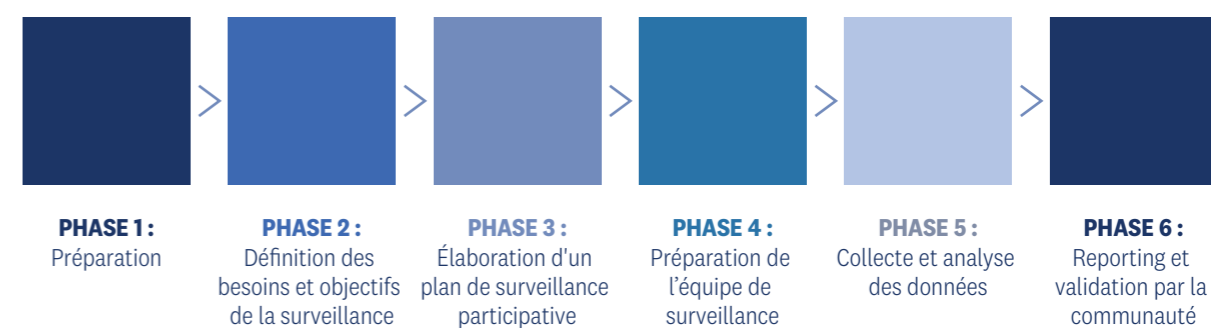 PHASE 1 :
Préparation
PHASE 2 :
Définition des
besoins et objectifs
de la surveillance
PHASE 3 :
Élaboration d'un
plan de surveillance
participative
PHASE 4 :
Préparation de
l’équipe de
surveillance
PHASE 5 :
Collecte et analyse
des données
PHASE 6 :
Reporting et
validation par la
communauté